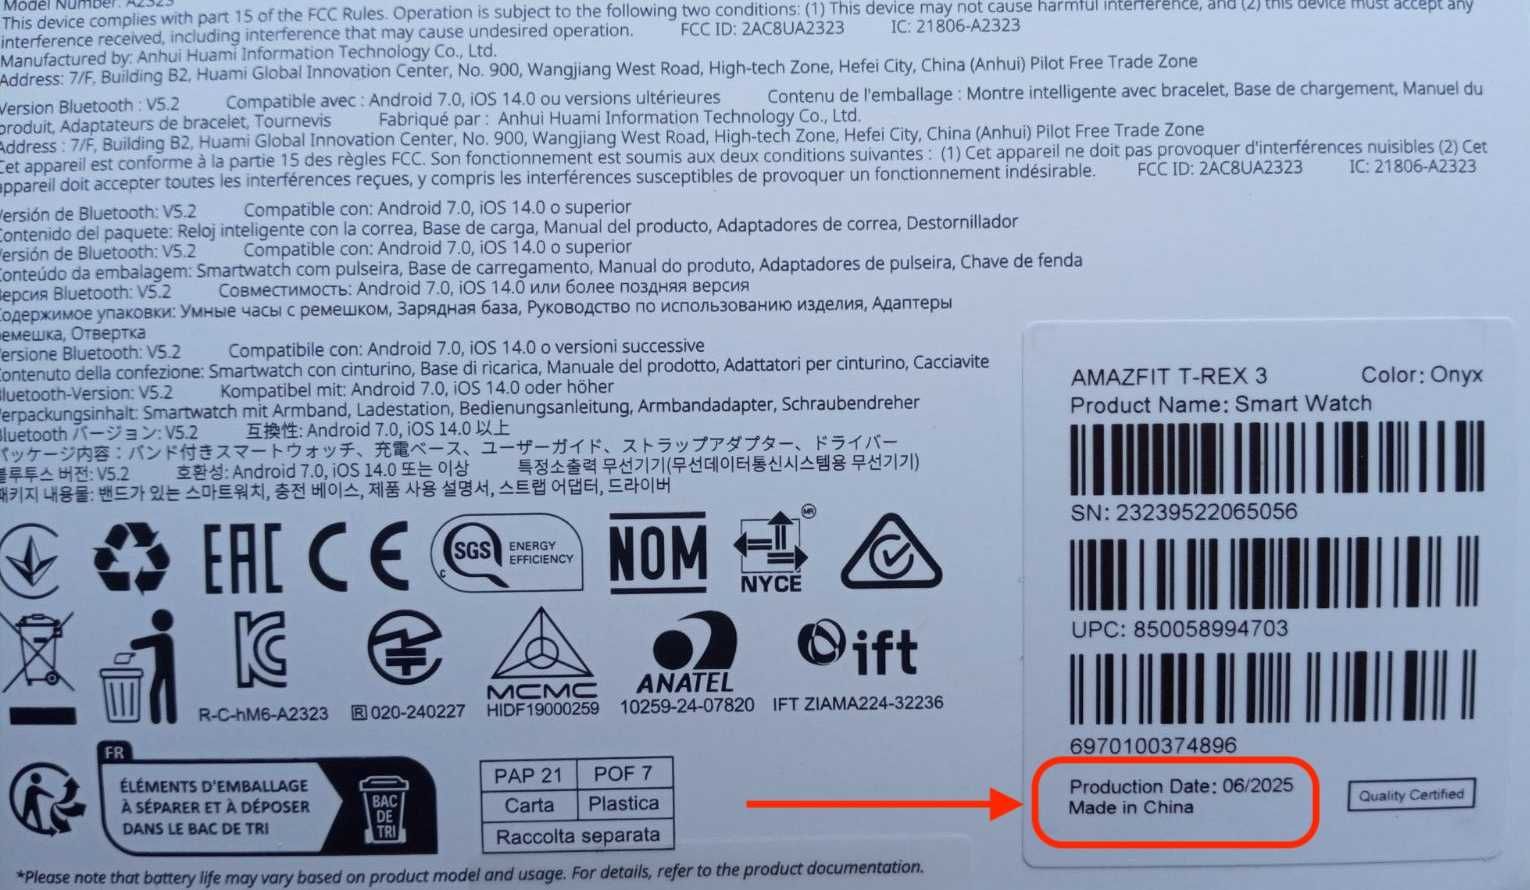 Model Number: A2323
This device complies with part 15 of the FCC Rules. Operation is subject to the following two conditions: (1) This device may not cause harmful interference, and (2) this device must accept any
interference received, including interference that may cause undesired operation. FCC ID: 2AC8UA2323 IC: 21806-A2323
Manufactured by: Anhui Huami Information Technology Co., Ltd.
Address: 7/F, Building B2, Huami Global Innovation Center, No. 900, Wangjiang West Road, High-tech Zone, Hefei City, China (Anhui) Pilot Free Trade Zone
Version Bluetooth : V5.2 Compatible avec : Android 7.0, iOS 14.0 ou versions ultérieures Contenu de l'emballage : Montre intelligente avec bracelet, Base de chargement, Manuel du
produit, Adaptateurs de bracelet, Tournevis Fabriqué par : Anhui Huami Information Technology Co., Ltd.
Address : 7/F, Building B2, Huami Global Innovation Center, No. 900, Wangjiang West Road, High-tech Zone, Hefei City, China (Anhui) Pilot Free Trade Zone
Cet appareil est conforme à la partie 15 des règles FCC. Son fonctionnement est soumis aux deux conditions suivantes : (1) Cet appareil ne doit pas provoquer d'interférences nuisibles (2) Cet
appareil doit accepter toutes les interférences reçues, y compris les interférences susceptibles de provoquer un fonctionnement indésirable. FCC ID: 2AC8UA2323 IC: 21806-A2323
Versión de Bluetooth: V5.2 Compatible con: Android 7.0, iOS 14.0 o superior
Contenido del paquete: Reloj inteligente con la correa, Base de carga, Manual del producto, Adaptadores de correa, Destornillador
Versión de Bluetooth: V5.2 Compatible con: Android 7.0, iOS 14.0 o superior
Conteúdo da embalagem: Smartwatch com pulseira, Base de carregamento, Manual do produto, Adaptadores de pulseira, Chave de fenda
Версия Bluetooth: V5.2 Совместимость: Android 7.0, iOS 14.0 или более поздняя версия
Содержимое упаковки: Умные часы с ремешком, Зарядная база, Руководство по использованию изделия, Адаптеры
ремешка, Отвертка
Versione Bluetooth: V5.2 Compatibile con: Android 7.0, iOS 14.0 o versioni successive
Contenuto della confezione: Smartwatch con cinturino, Base di ricarica, Manuale del prodotto, Adattatori per cinturino, Cacciavite
Bluetooth-Version: V5.2 Kompatibel mit: Android 7.0, iOS 14.0 oder höher
Verpackungsinhalt: Smartwatch mit Armband, Ladestation, Bedienungsanleitung, Armbandadapter, Schraubendreher
Bluetooth バージョン: V5.2 互換性: Android 7.0, iOS 14.0 以上
パッケージ内容：バンド付きスマートウォッチ、充電ベース、ユーザーガイド、ストラップアダプター、ドライバー
블루투스 버전: V5.2 호환성: Android 7.0, iOS 14.0 또는 이상 특정소출력 무선기기(무선데이터통신시스템용 무선기기)
패키지 내용물: 밴드가 있는 스마트워치, 충전 베이스, 제품 사용 설명서, 스트랩 어댑터, 드라이버
EAC CE SGS ENERGY EFFICIENCY C NOM NYCE MR
KC MCMC ANATEL ift
R-C-hM6-A2323 R 020-240227 HIDF19000259 10259-24-07820 IFT ZIAMA224-32236
FR
ÉLÉMENTS D'EMBALLAGE
À SÉPARER ET À DÉPOSER
DANS LE BAC DE TRI
BAC
DE
TRI
PAP 21 POF 7
Carta Plastica
Raccolta separata
*Please note that battery life may vary based on product model and usage. For details, refer to the product documentation.
AMAZFIT T-REX 3 Color: Onyx
Product Name: Smart Watch
SN: 23239522065056
UPC: 850058994703
6970100374896
Production Date: 06/2025
Made in China
Quality Certified